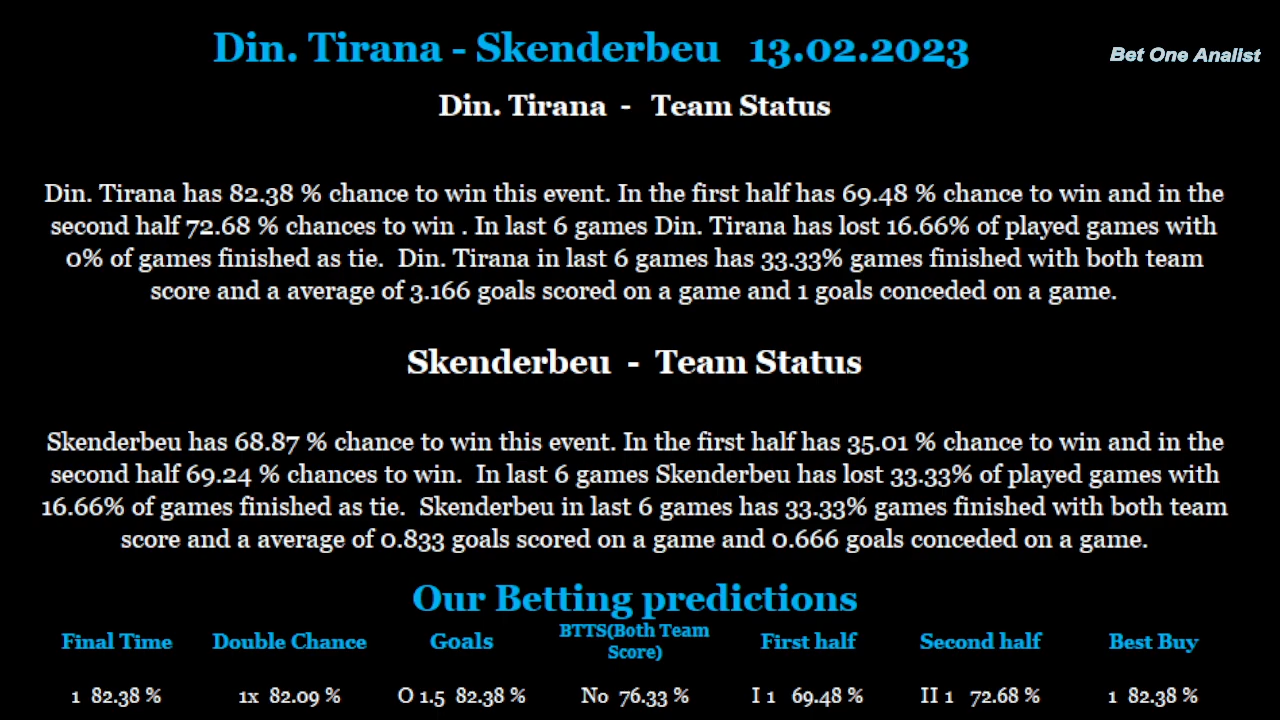 Din. Tirana - Skenderbeu 13.02.2023
Bet One Analist
Din. Tirana - Team Status
Din. Tirana has 82.38 % chance to win this event. In the first half has 69.48 % chance to win and in the
second half 72.68 % chances to win . In last 6 games Din. Tirana has lost 16.66% of played games with
0% of games finished as tie. Din. Tirana in last 6 games has 33.33% games finished with both team
score and a average of 3.166 goals scored on a game and 1 goals conceded on a game.
Skenderbeu - Team Status
Skenderbeu has 68.87 % chance to win this event. In the first half has 35.01 % chance to win and in the
second half 69.24 % chances to win. In last 6 games Skenderbeu has lost 33.33% of played games with
16.66% of games finished as tie. Skenderbeu in last 6 games has 33.33% games finished with both team
score and a average of 0.833 goals scored on a game and 0.666 goals conceded on a game.
Our Betting predictions
Final Time Double Chance Goals BTTS(Both Team
Score) First half Second half Best Buy
1 82.38 % 1x 82.09 % O 1.5 82.38 % No 76.33 % I 1 69.48 % II 1 72.68 % 1 82.38 %